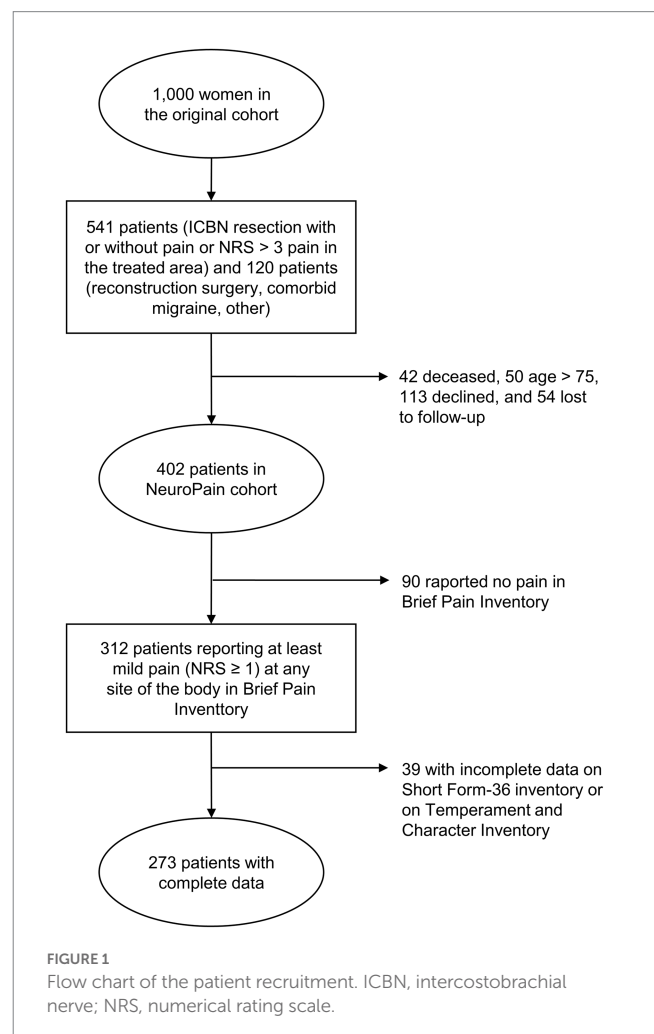 1,000 women in
the original cohort
541 patients (ICBN resection with
or without pain or NRS > 3 pain in
the treated area) and 120 patients
(reconstruction surgery, comorbid
migraine, other)
42 deceased, 50 age > 75,
113 declined, and 54 lost
to follow-up
402 patients in
NeuroPain cohort
90 raported no pain in
Brief Pain Inventory
312 patients reporting at least
mild pain (NRS ≥ 1) at any
site of the body in Brief Pain
Inventtory
39 with incomplete data on
Short Form-36 inventory or
on Temperament and
Character Inventory
273 patients with
complete data
FIGURE 1
Flow chart of the patient recruitment. ICBN, intercostobrachial
nerve; NRS, numerical rating scale.